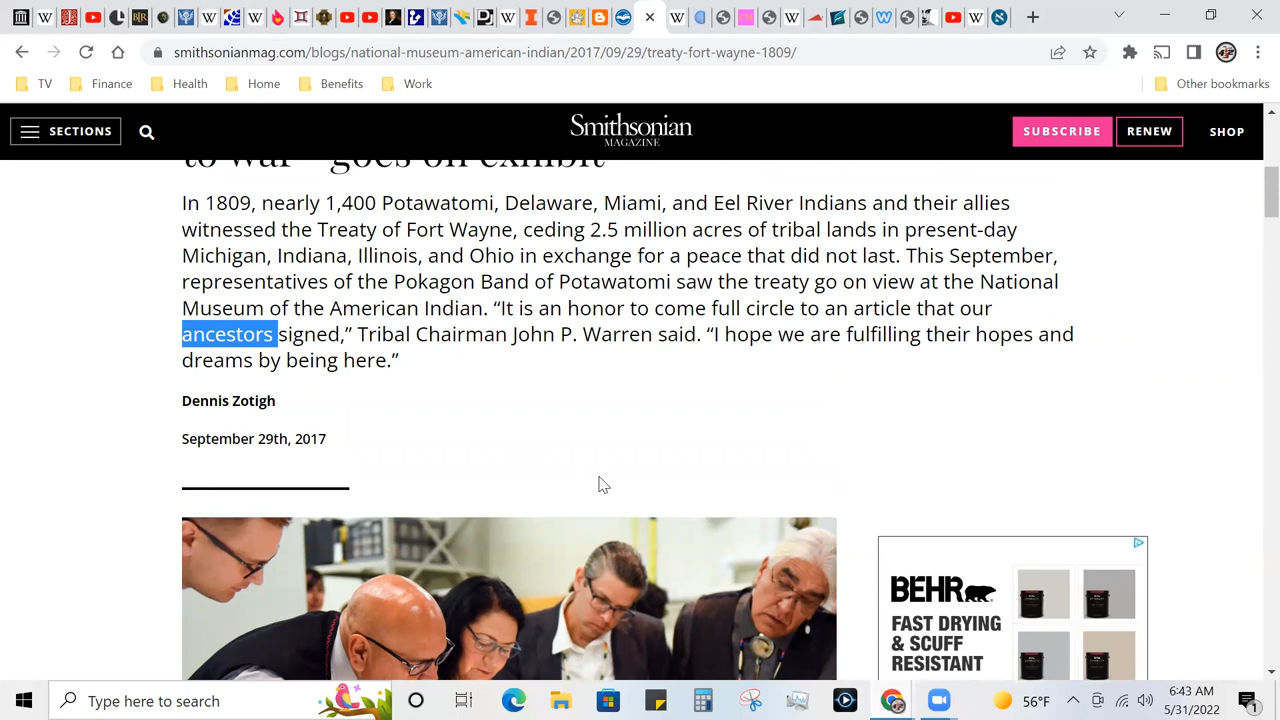 smithsonianmag.com/blogs/national-museum-american-indian/2017/09/29/treaty-fort-wayne-1809/
TV Finance Health Home Benefits Work Other bookmarks
SECTIONS Smithsonian SUBSCRIBE RENEW SHOP
MAGAZINE
to war" goes on exhibit
In 1809, nearly 1,400 Potawatomi, Delaware, Miami, and Eel River Indians and their allies
witnessed the Treaty of Fort Wayne, ceding 2.5 million acres of tribal lands in present-day
Michigan, Indiana, Illinois, and Ohio in exchange for a peace that did not last. This September,
representatives of the Pokagon Band of Potawatomi saw the treaty go on view at the National
Museum of the American Indian. “It is an honor to come full circle to an article that our
ancestors signed,” Tribal Chairman John P. Warren said. “I hope we are fulfilling their hopes and
dreams by being here.”
Dennis Zotigh
September 29th, 2017
BEHR
FAST DRYING
& SCUFF
RESISTANT
Type here to search
56°F
6:43 AM
5/31/2022
1